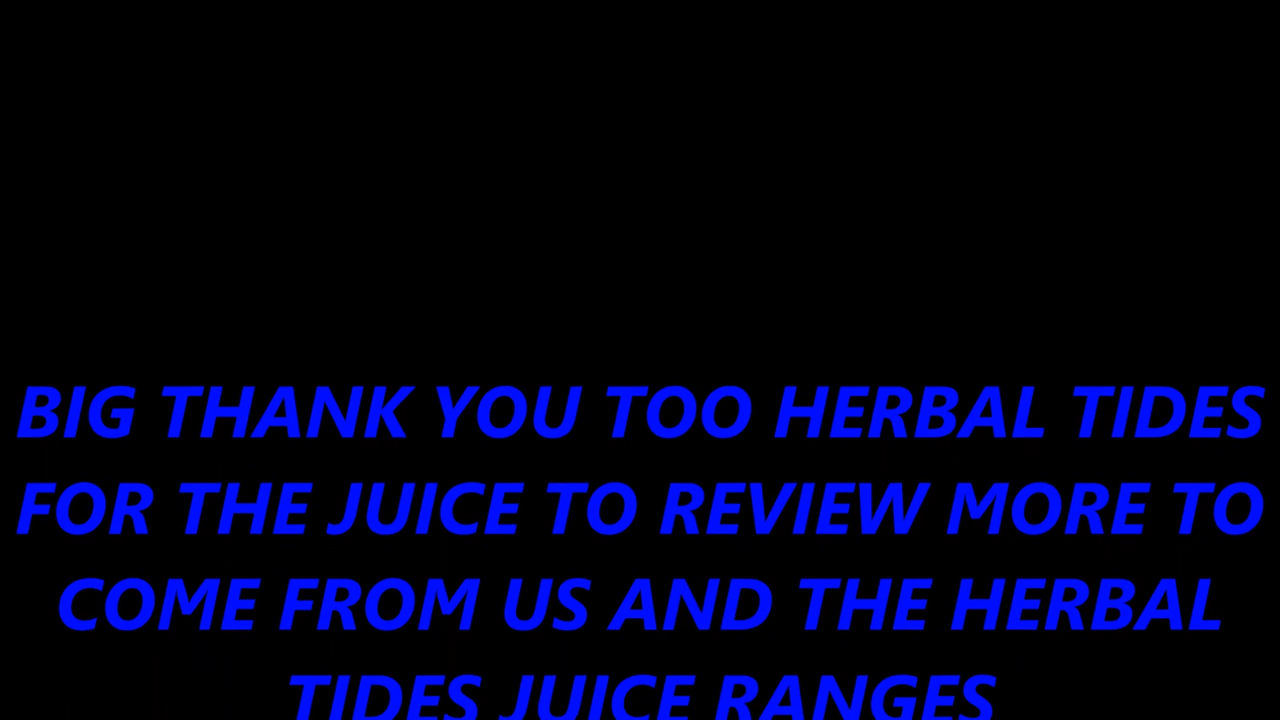 BIG THANK YOU TOO HERBAL TIDES
FOR THE JUICE TO REVIEW MORE TO
COME FROM US AND THE HERBAL
TIDES JUICE RANGES